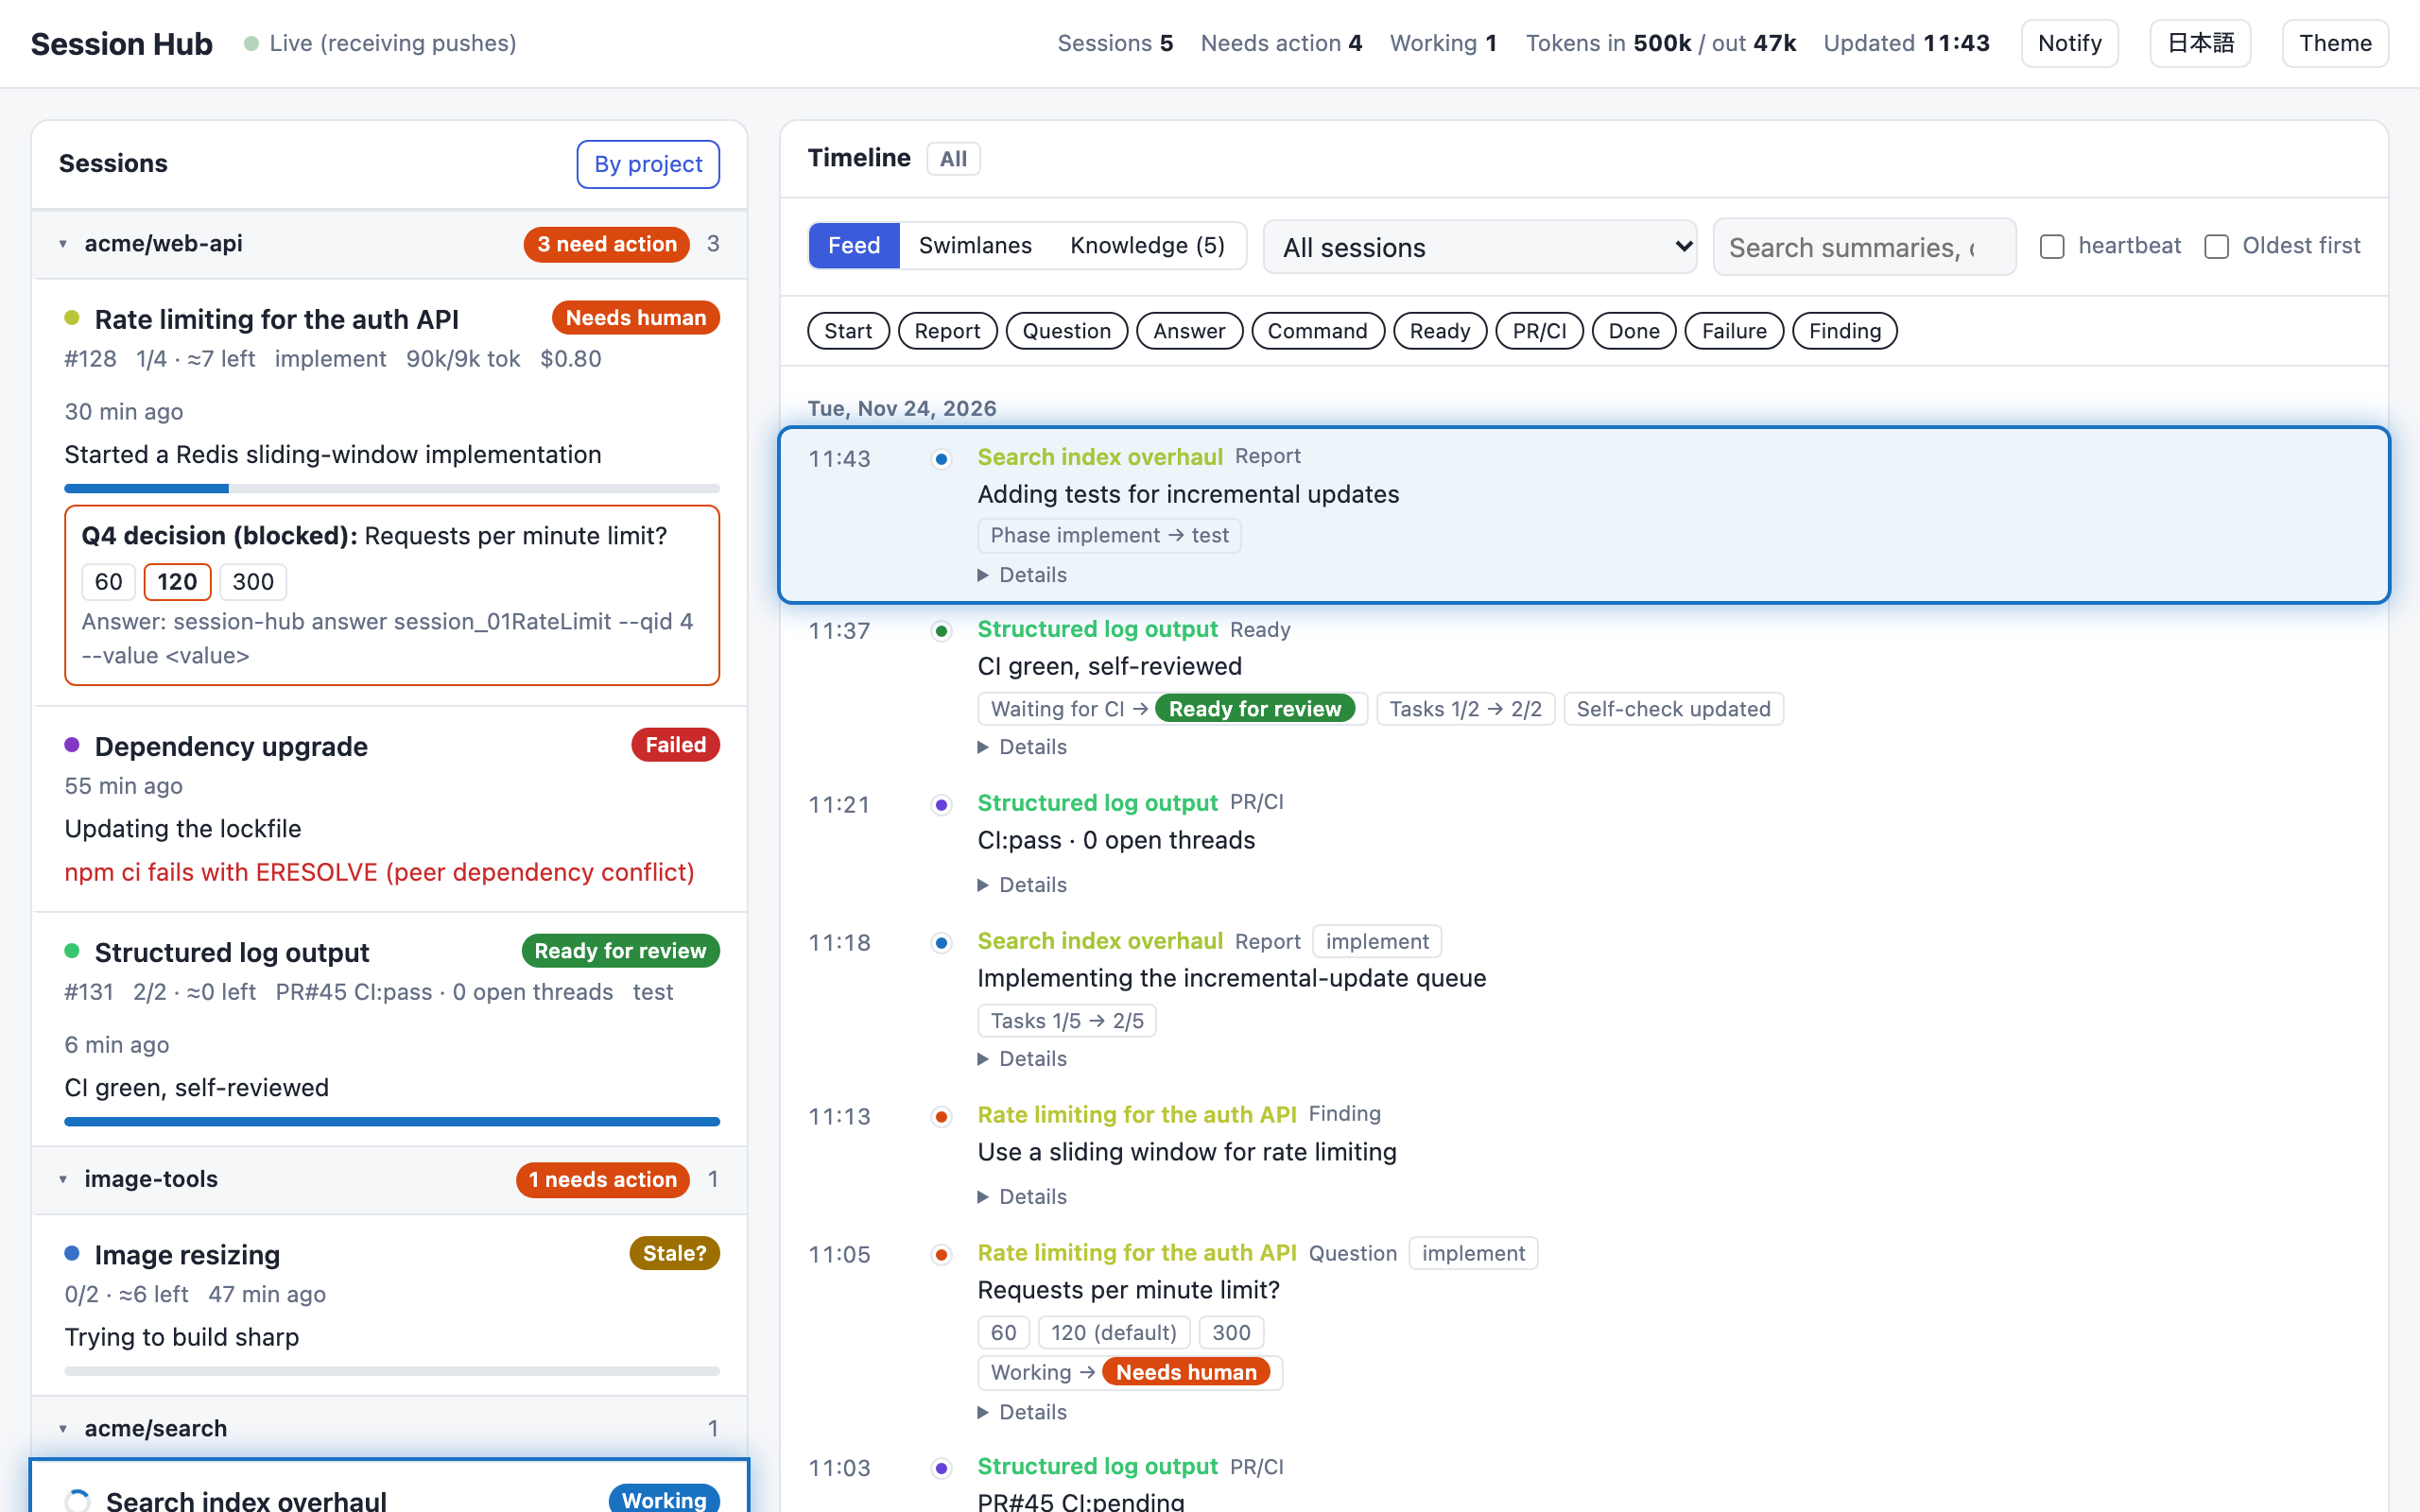 Session Hub
Live (receiving pushes)
Sessions 5
Needs action 4
Working 1
Tokens in 500k / out 47k
Updated 11:43
Notify
日本語
Theme
Sessions
By project
acme/web-api
3 need action
3
Rate limiting for the auth API
Needs human
#128 1/4 · ≈7 left implement 90k/9k tok $0.80
30 min ago
Started a Redis sliding-window implementation
Q4 decision (blocked): Requests per minute limit?
60 120 300
Answer: session-hub answer session_01RateLimit --qid 4
--value <value>
Dependency upgrade
Failed
55 min ago
Updating the lockfile
npm ci fails with ERESOLVE (peer dependency conflict)
Structured log output
Ready for review
#131 2/2 · ≈0 left PR#45 CI:pass · 0 open threads test
6 min ago
CI green, self-reviewed
image-tools
1 needs action
1
Image resizing
Stale?
0/2 · ≈6 left 47 min ago
Trying to build sharp
acme/search
1
Search index overhaul
Working
Timeline
All
Feed
Swimlanes
Knowledge (5)
All sessions
Search summaries,
heartbeat
Oldest first
Start
Report
Question
Answer
Command
Ready
PR/CI
Done
Failure
Finding
Tue, Nov 24, 2026
11:43
Search index overhaul Report
Adding tests for incremental updates
Phase implement → test
Details
11:37
Structured log output Ready
CI green, self-reviewed
Waiting for CI → Ready for review Tasks 1/2 → 2/2 Self-check updated
Details
11:21
Structured log output PR/CI
CI:pass · 0 open threads
Details
11:18
Search index overhaul Report implement
Implementing the incremental-update queue
Tasks 1/5 → 2/5
Details
11:13
Rate limiting for the auth API Finding
Use a sliding window for rate limiting
Details
11:05
Rate limiting for the auth API Question implement
Requests per minute limit?
60 120 (default) 300
Working → Needs human
Details
11:03
Structured log output PR/CI
PR#45 CI:pending